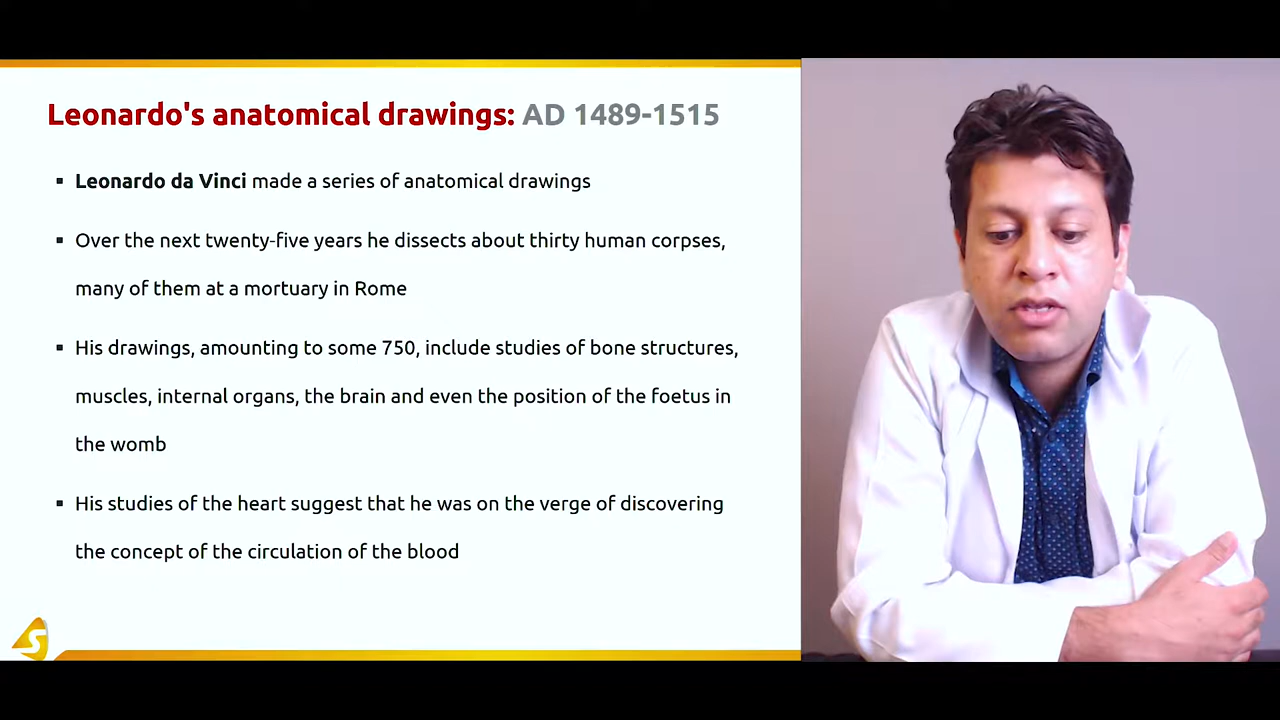 Leonardo's anatomical drawings: AD 1489-1515
▪ Leonardo da Vinci made a series of anatomical drawings
▪ Over the next twenty-five years he dissects about thirty human corpses,
many of them at a mortuary in Rome
▪ His drawings, amounting to some 750, include studies of bone structures,
muscles, internal organs, the brain and even the position of the foetus in
the womb
▪ His studies of the heart suggest that he was on the verge of discovering
the concept of the circulation of the blood
S